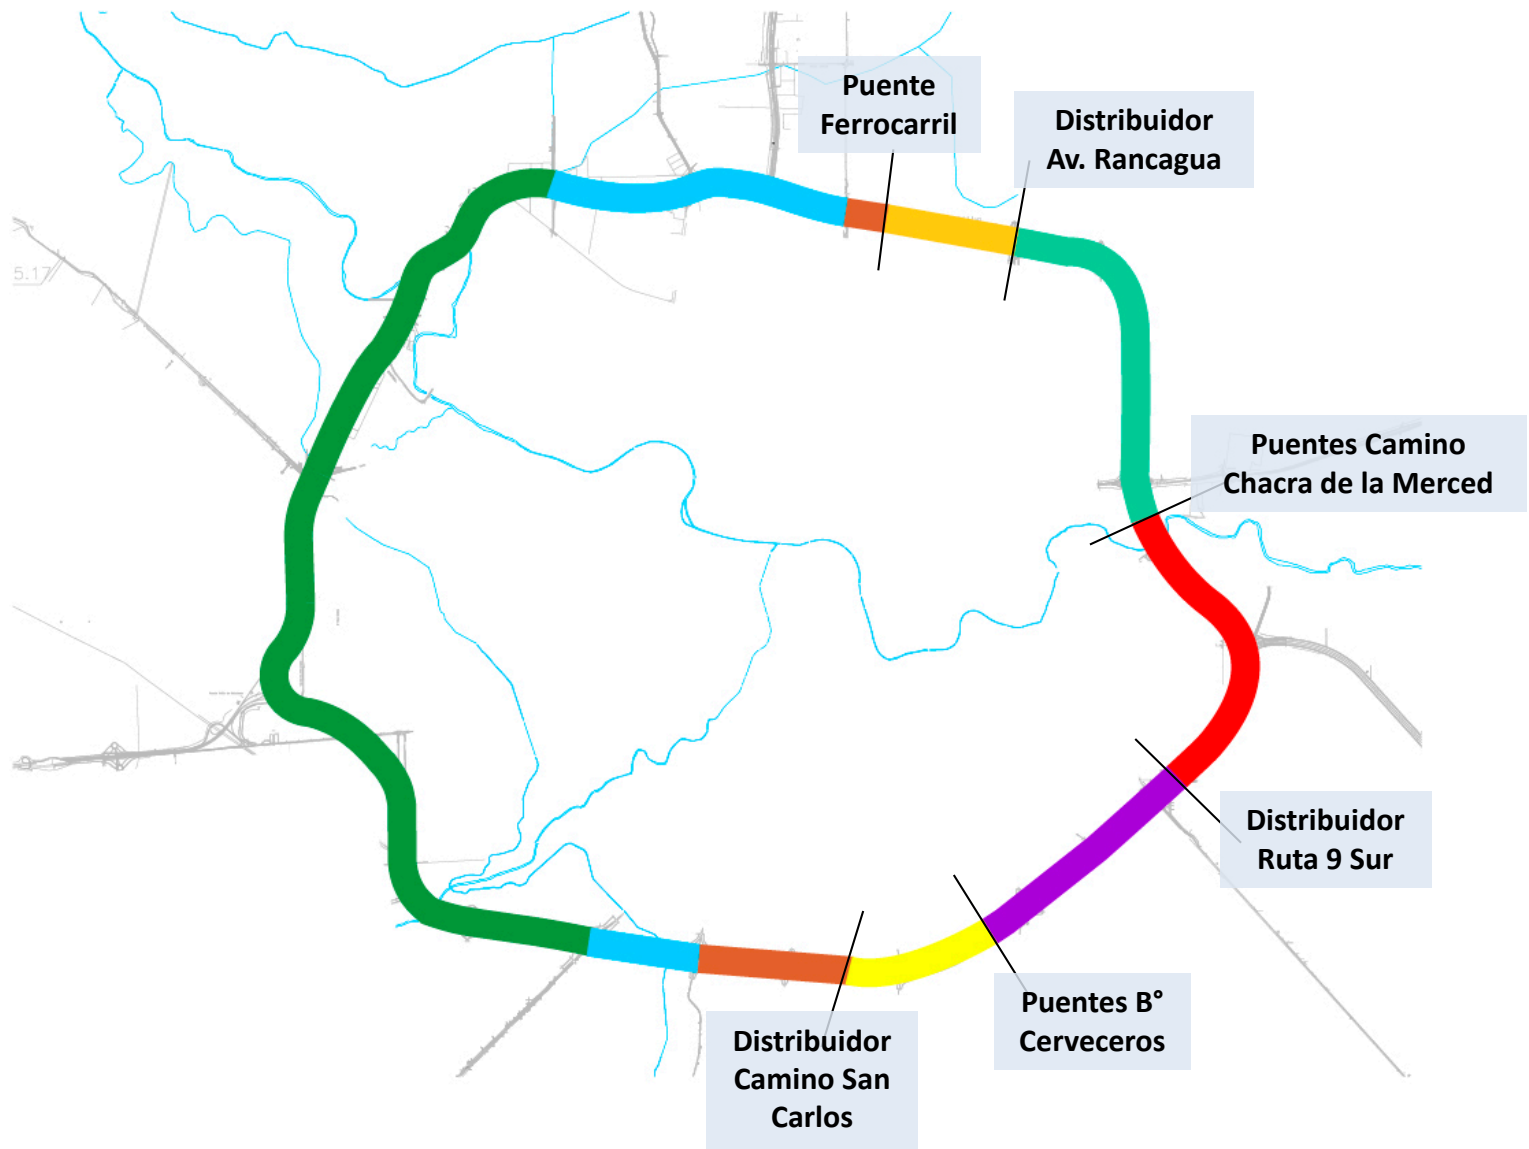 Puente
Ferrocarril
Distribuidor
Av. Rancagua
5.17
Puentes Camino
Chacra de la Merced
Distribuidor
Ruta 9 Sur
Puentes B°
Cerveceros
Distribuidor
Camino San
Carlos